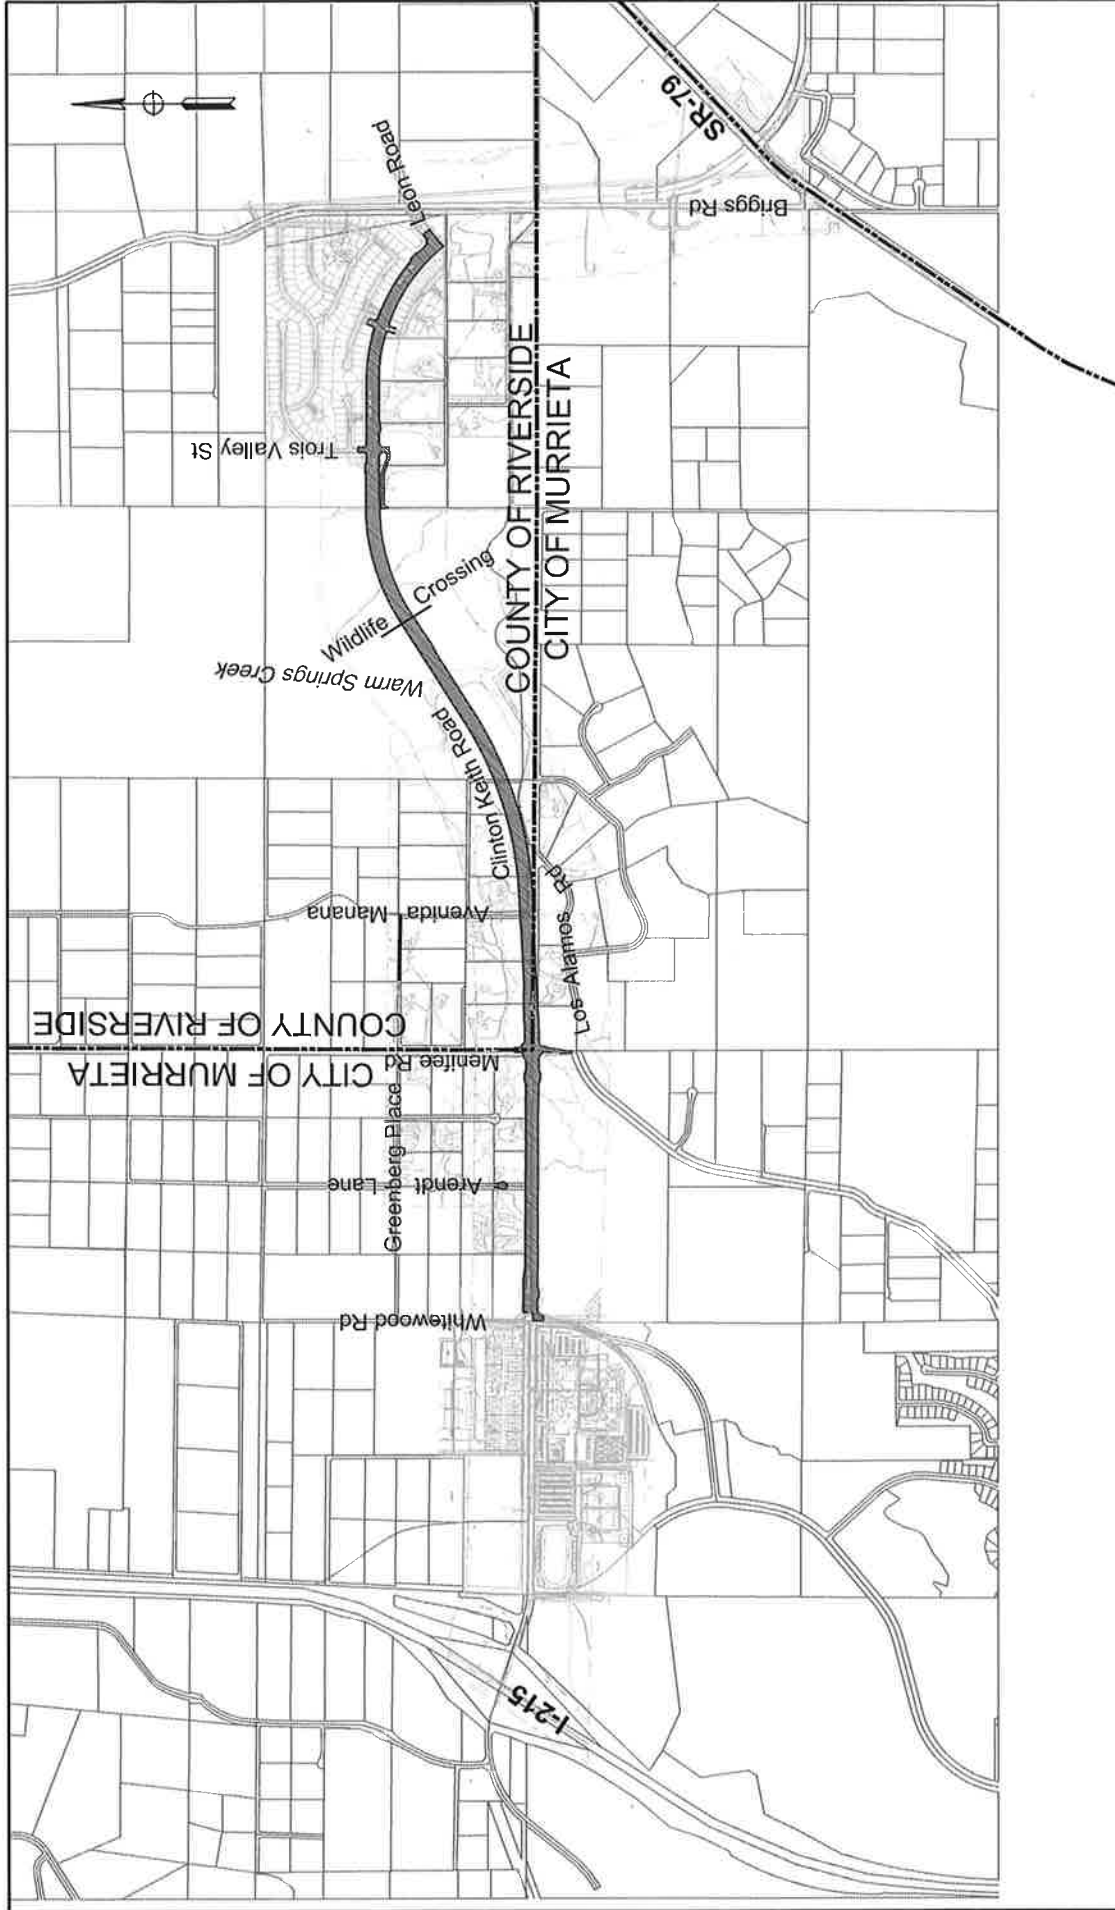 SR-79
Leon Road
Briggs Rd
Trois Valley St
COUNTY OF RIVERSIDE
CITY OF MURRIETA
Wildlife Crossing
Warm Springs Creek
Clinton Keith Road
Avenida Manana
Los Alamos Rd
COUNTY OF RIVERSIDE
CITY OF MURRIETA
Menifee Rd
Greenberg Place
Arendt Lane
Whitewood Rd
I-215